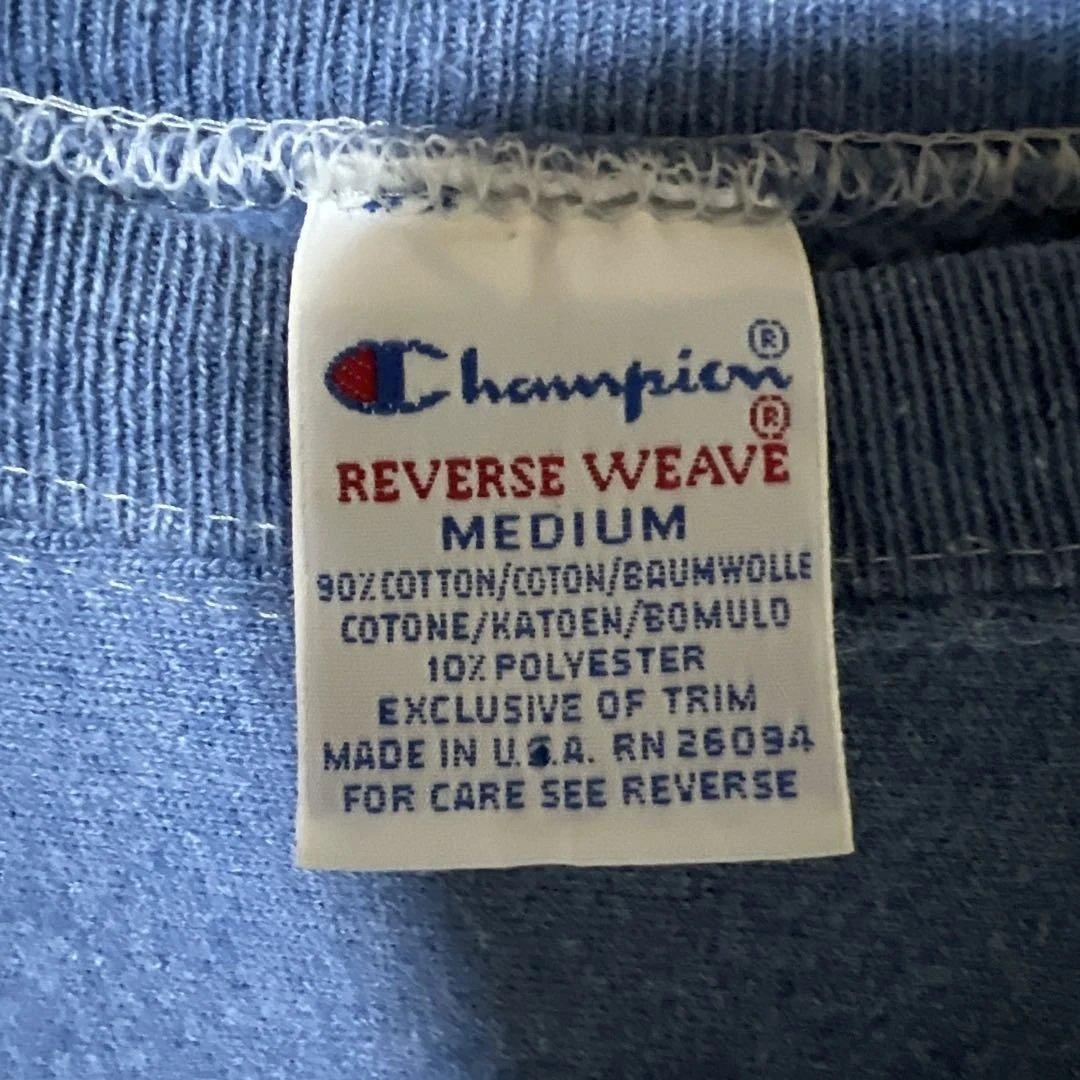 Champion®
REVERSE WEAVE®
MEDIUM
90% COTTON/COTON/BAUMWOLLE
COTONE/KATOEN/BOMULD
10% POLYESTER
EXCLUSIVE OF TRIM
MADE IN U.S.A. RN 26094
FOR CARE SEE REVERSE